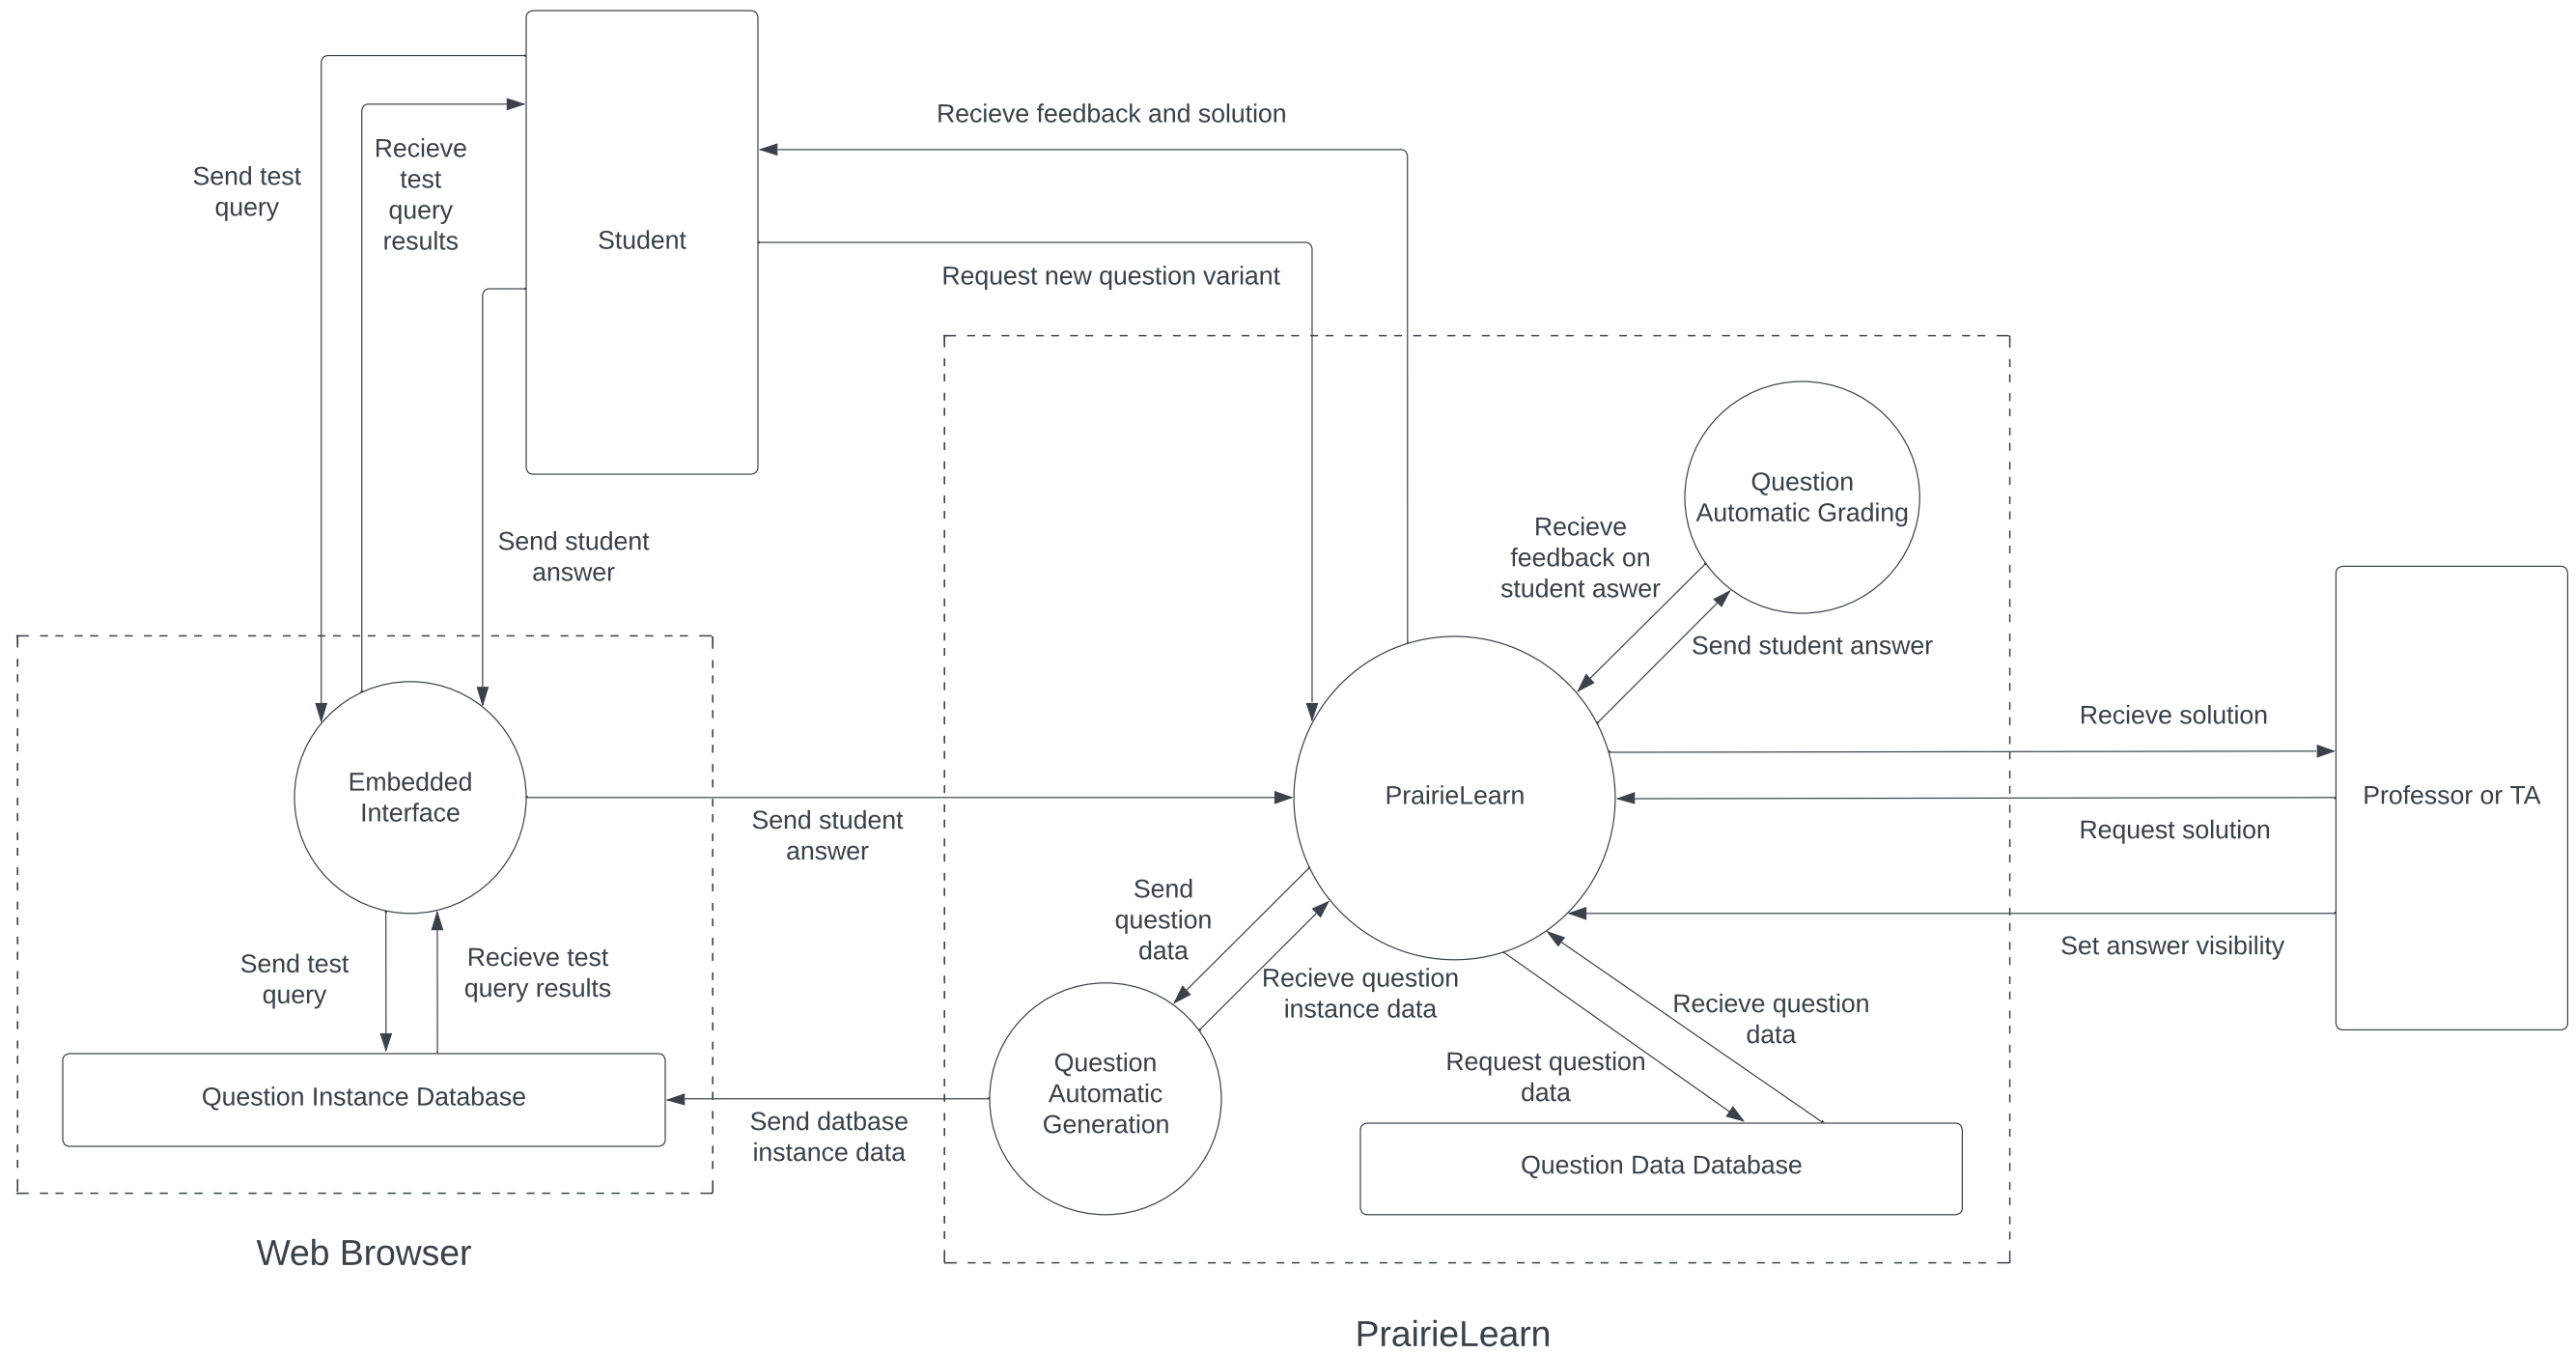 Recieve feedback and solution
Send test
query
Recieve
test
query
results
Student
Request new question variant
Question
Automatic Grading
Recieve
feedback on
student aswer
Send student
answer
Send student answer
Recieve solution
Embedded
Interface
PrairieLearn
Professor or TA
Send student
answer
Request solution
Send
question
data
Set answer visibility
Send test
query
Recieve test
query results
Recieve question
instance data
Recieve question
data
Question
Automatic
Generation
Request question
data
Question Instance Database
Send datbase
instance data
Question Data Database
Web Browser
PrairieLearn